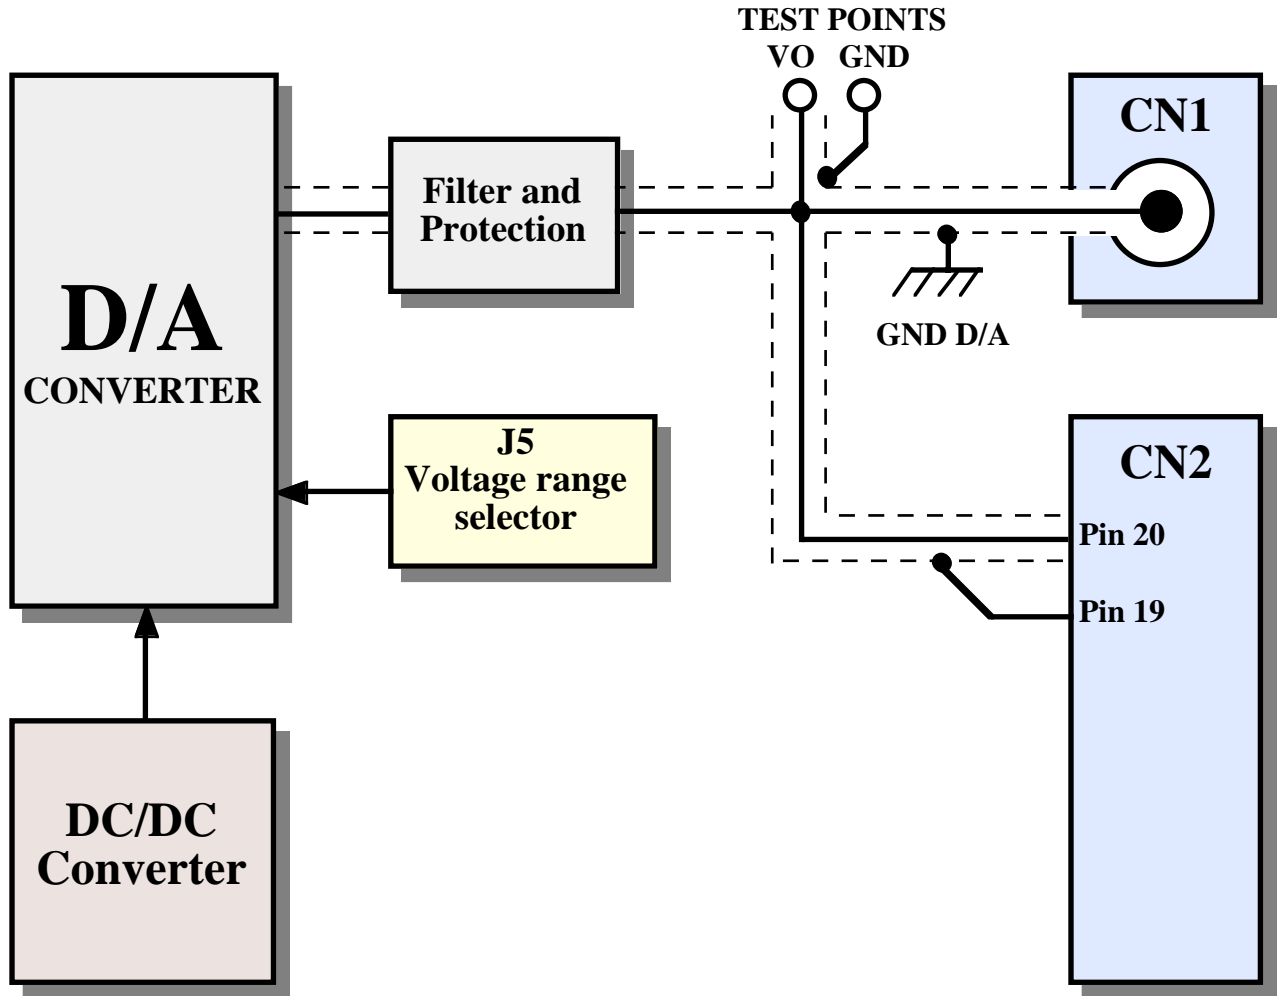 TEST POINTS
VO GND
CN1
Filter and
Protection
D/A
CONVERTER
GND D/A
J5
Voltage range
selector
CN2
Pin 20
Pin 19
DC/DC
Converter